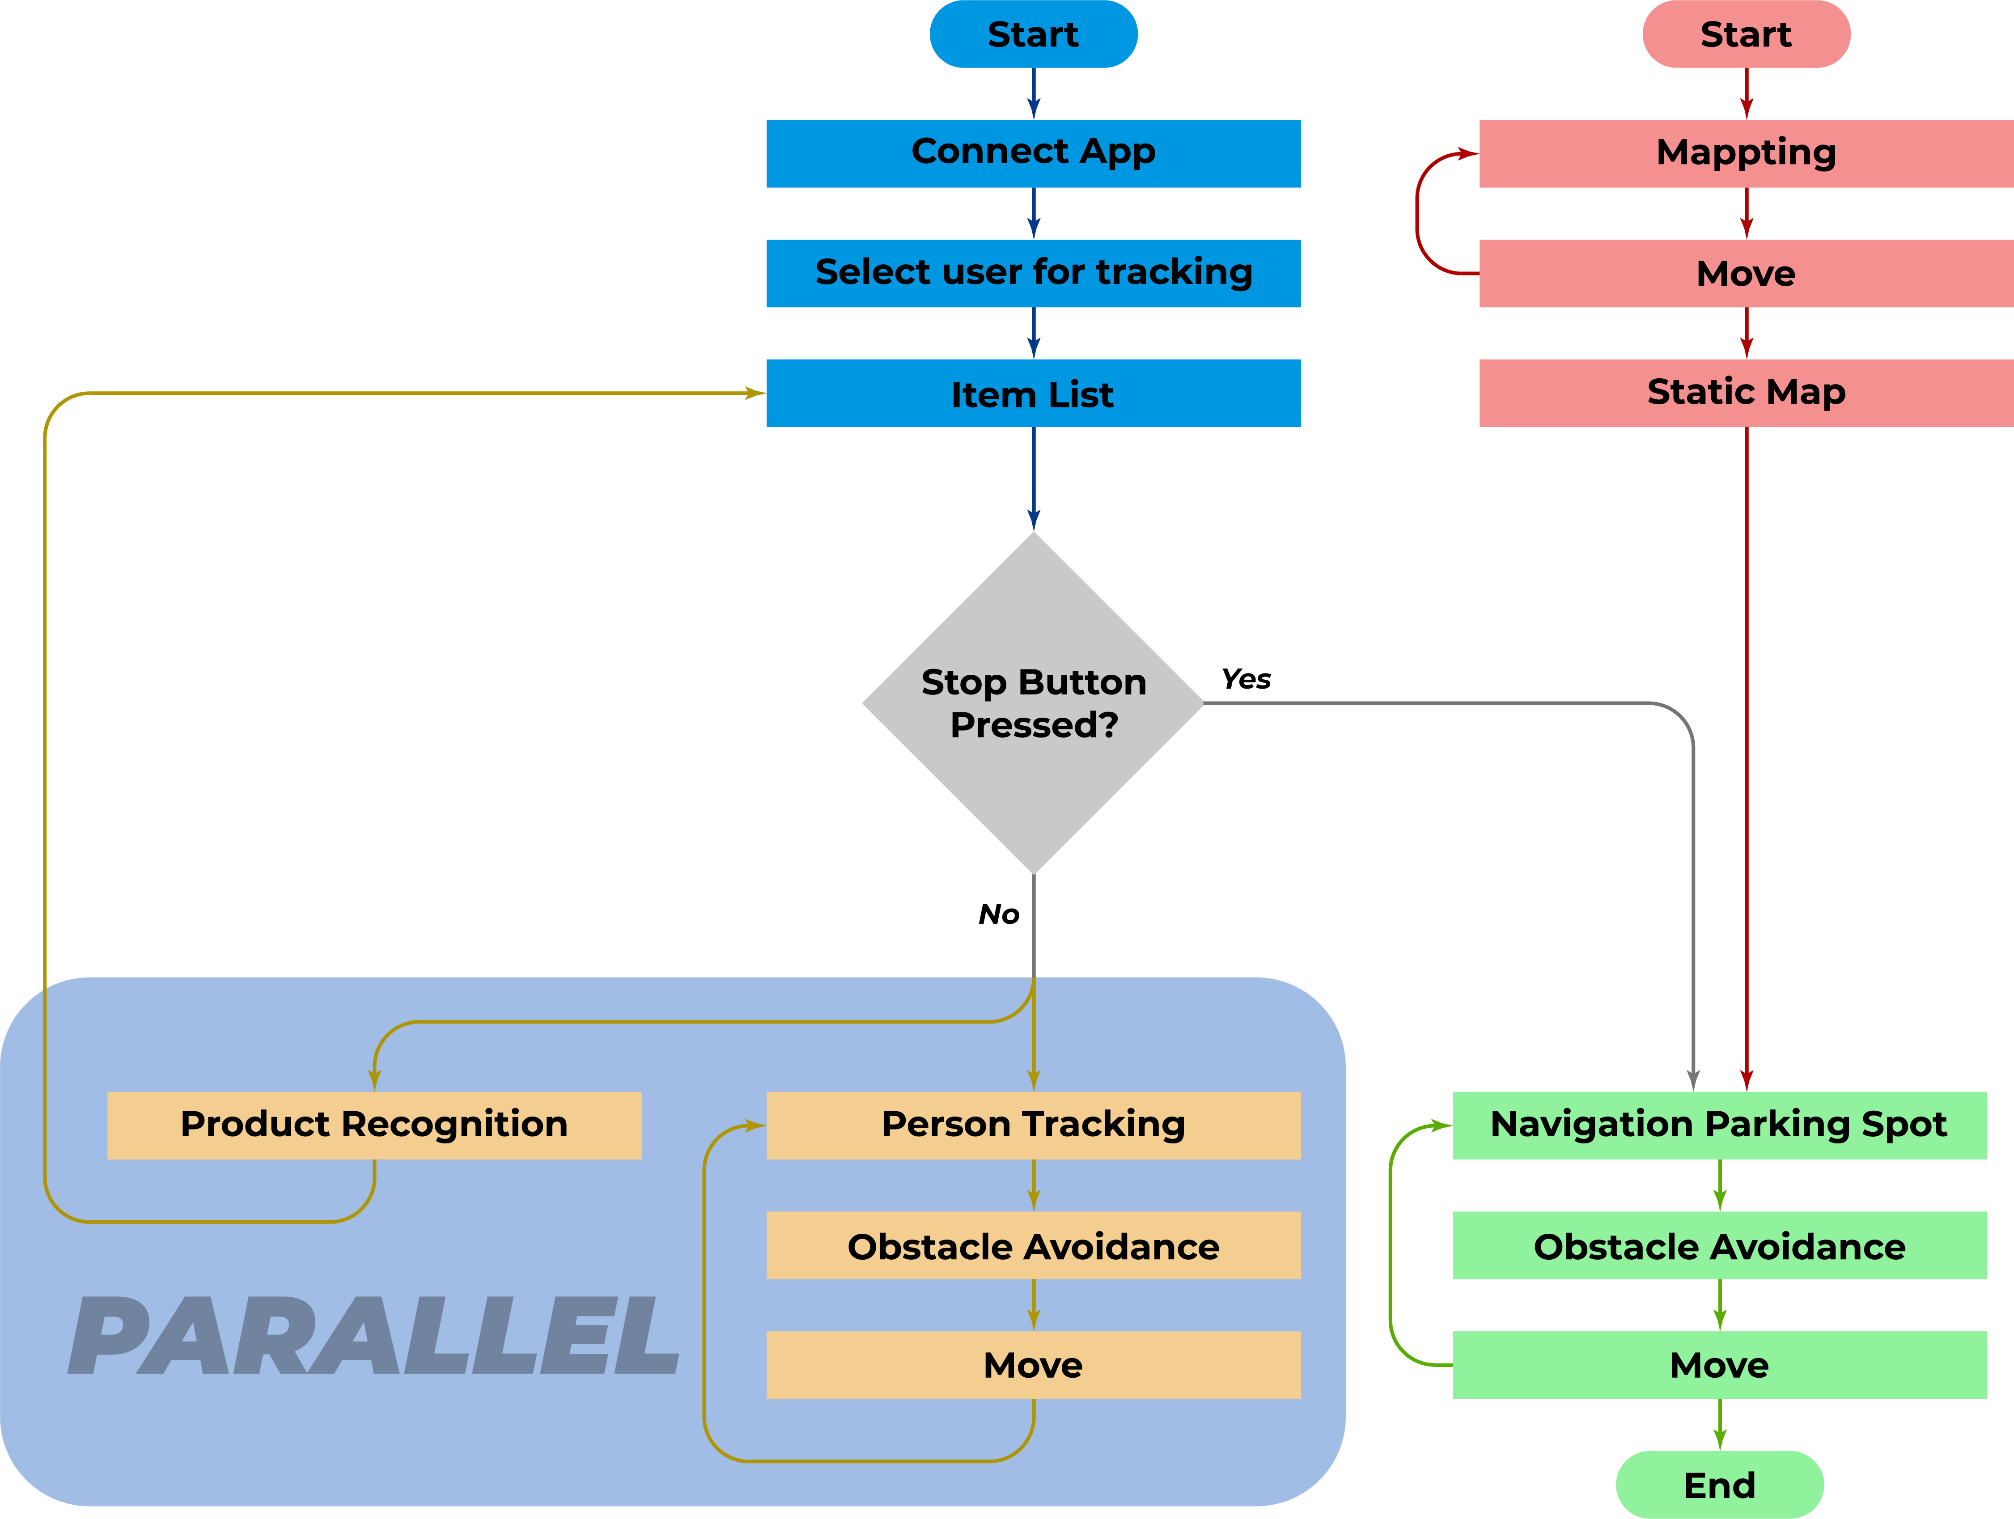 Start
Start
Connect App
Mappting
Select user for tracking
Move
Item List
Static Map
Stop Button
Pressed?
Yes
No
Product Recognition
Person Tracking
Navigation Parking Spot
Obstacle Avoidance
Obstacle Avoidance
PARALLEL
Move
Move
End